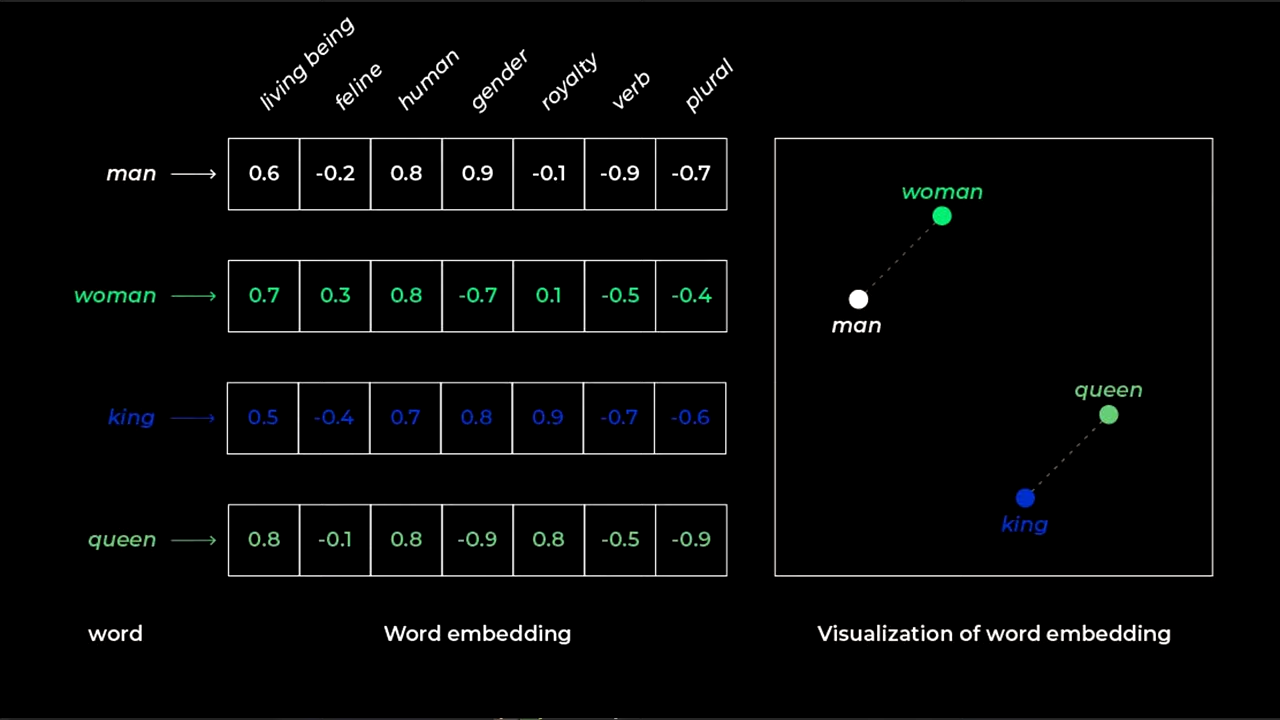 living being feline human gender royalty verb plural
man 0.6 -0.2 0.8 0.9 -0.1 -0.9 -0.7
woman 0.7 0.3 0.8 -0.7 0.1 -0.5 -0.4
king 0.5 -0.4 0.7 0.8 0.9 -0.7 -0.6
queen 0.8 -0.1 0.8 -0.9 0.8 -0.5 -0.9
word Word embedding
woman
man
queen
king
Visualization of word embedding